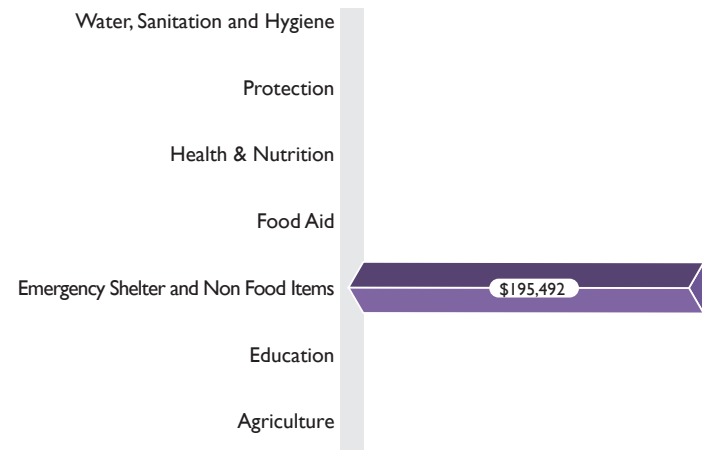 Water, Sanitation and Hygiene
Protection
Health & Nutrition
Food Aid
Emergency Shelter and Non Food Items
$195,492
Education
Agriculture